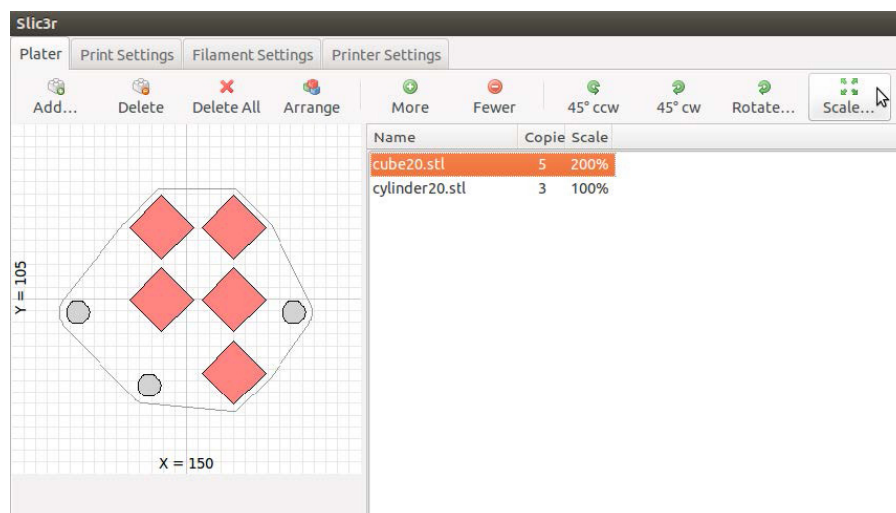 Slic3r
Plater Print Settings Filament Settings Printer Settings
Add... Delete Delete All Arrange More Fewer 45° ccw 45° cw Rotate... Scale...
Name Copie Scale
cube20.stl 5 200%
cylinder20.stl 3 100%
Y = 105
X = 150